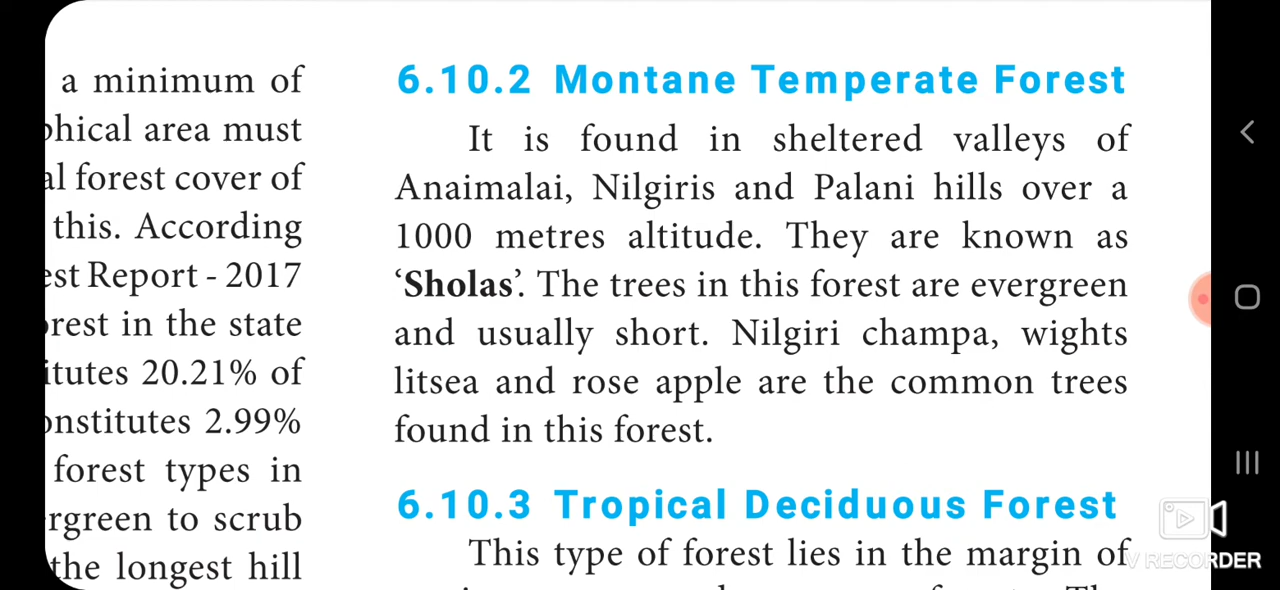 a minimum of
phical area must
al forest cover of
this. According
est Report - 2017
orest in the state
itutes 20.21% of
onstitutes 2.99%
forest types in
rgreen to scrub
the longest hill
6.10.2 Montane Temperate Forest
It is found in sheltered valleys of
Anaimalai, Nilgiris and Palani hills over a
1000 metres altitude. They are known as
‘Sholas’. The trees in this forest are evergreen
and usually short. Nilgiri champa, wights
litsea and rose apple are the common trees
found in this forest.
6.10.3 Tropical Deciduous Forest
This type of forest lies in the margin of
V RECORDER